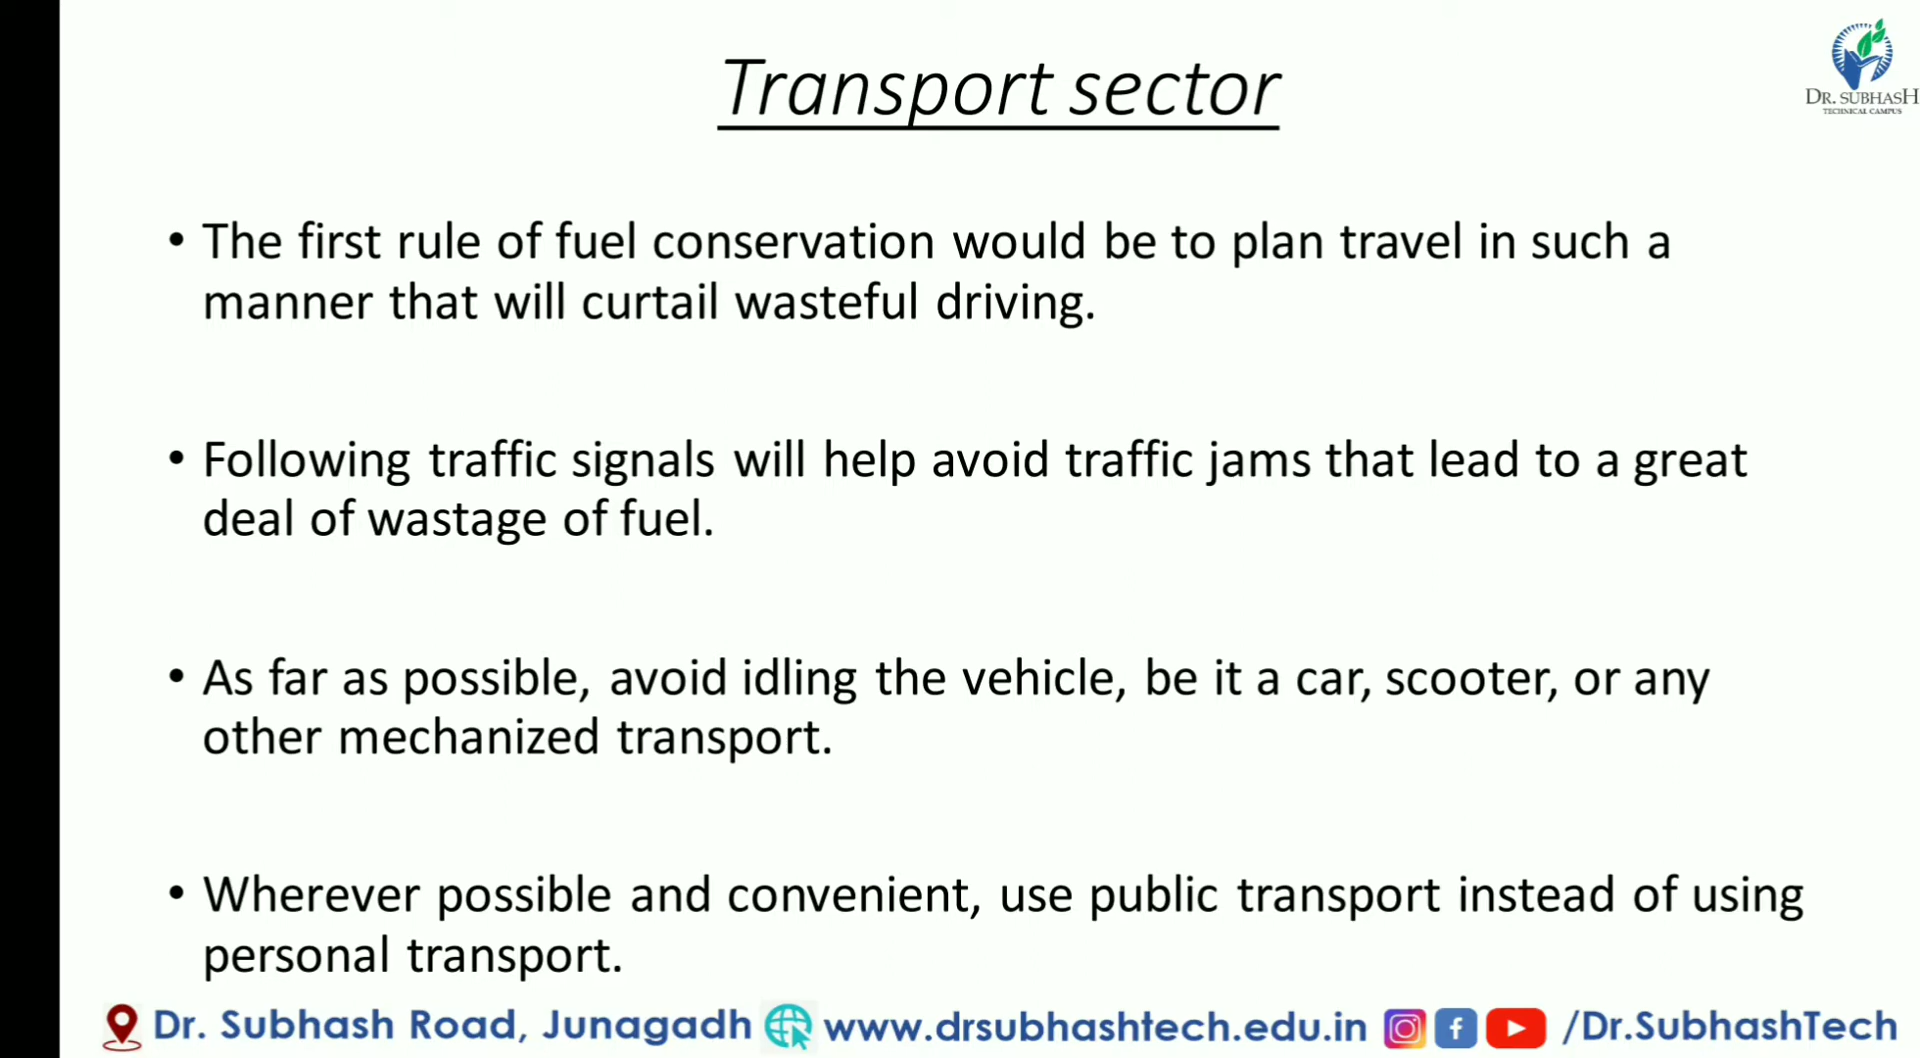 Transport sector
DR. SUBHASH
TECHNICAL CAMPUS
• The first rule of fuel conservation would be to plan travel in such a
manner that will curtail wasteful driving.
• Following traffic signals will help avoid traffic jams that lead to a great
deal of wastage of fuel.
• As far as possible, avoid idling the vehicle, be it a car, scooter, or any
other mechanized transport.
• Wherever possible and convenient, use public transport instead of using
personal transport.
Dr. Subhash Road, Junagadh www.drsubhashtech.edu.in /Dr.SubhashTech